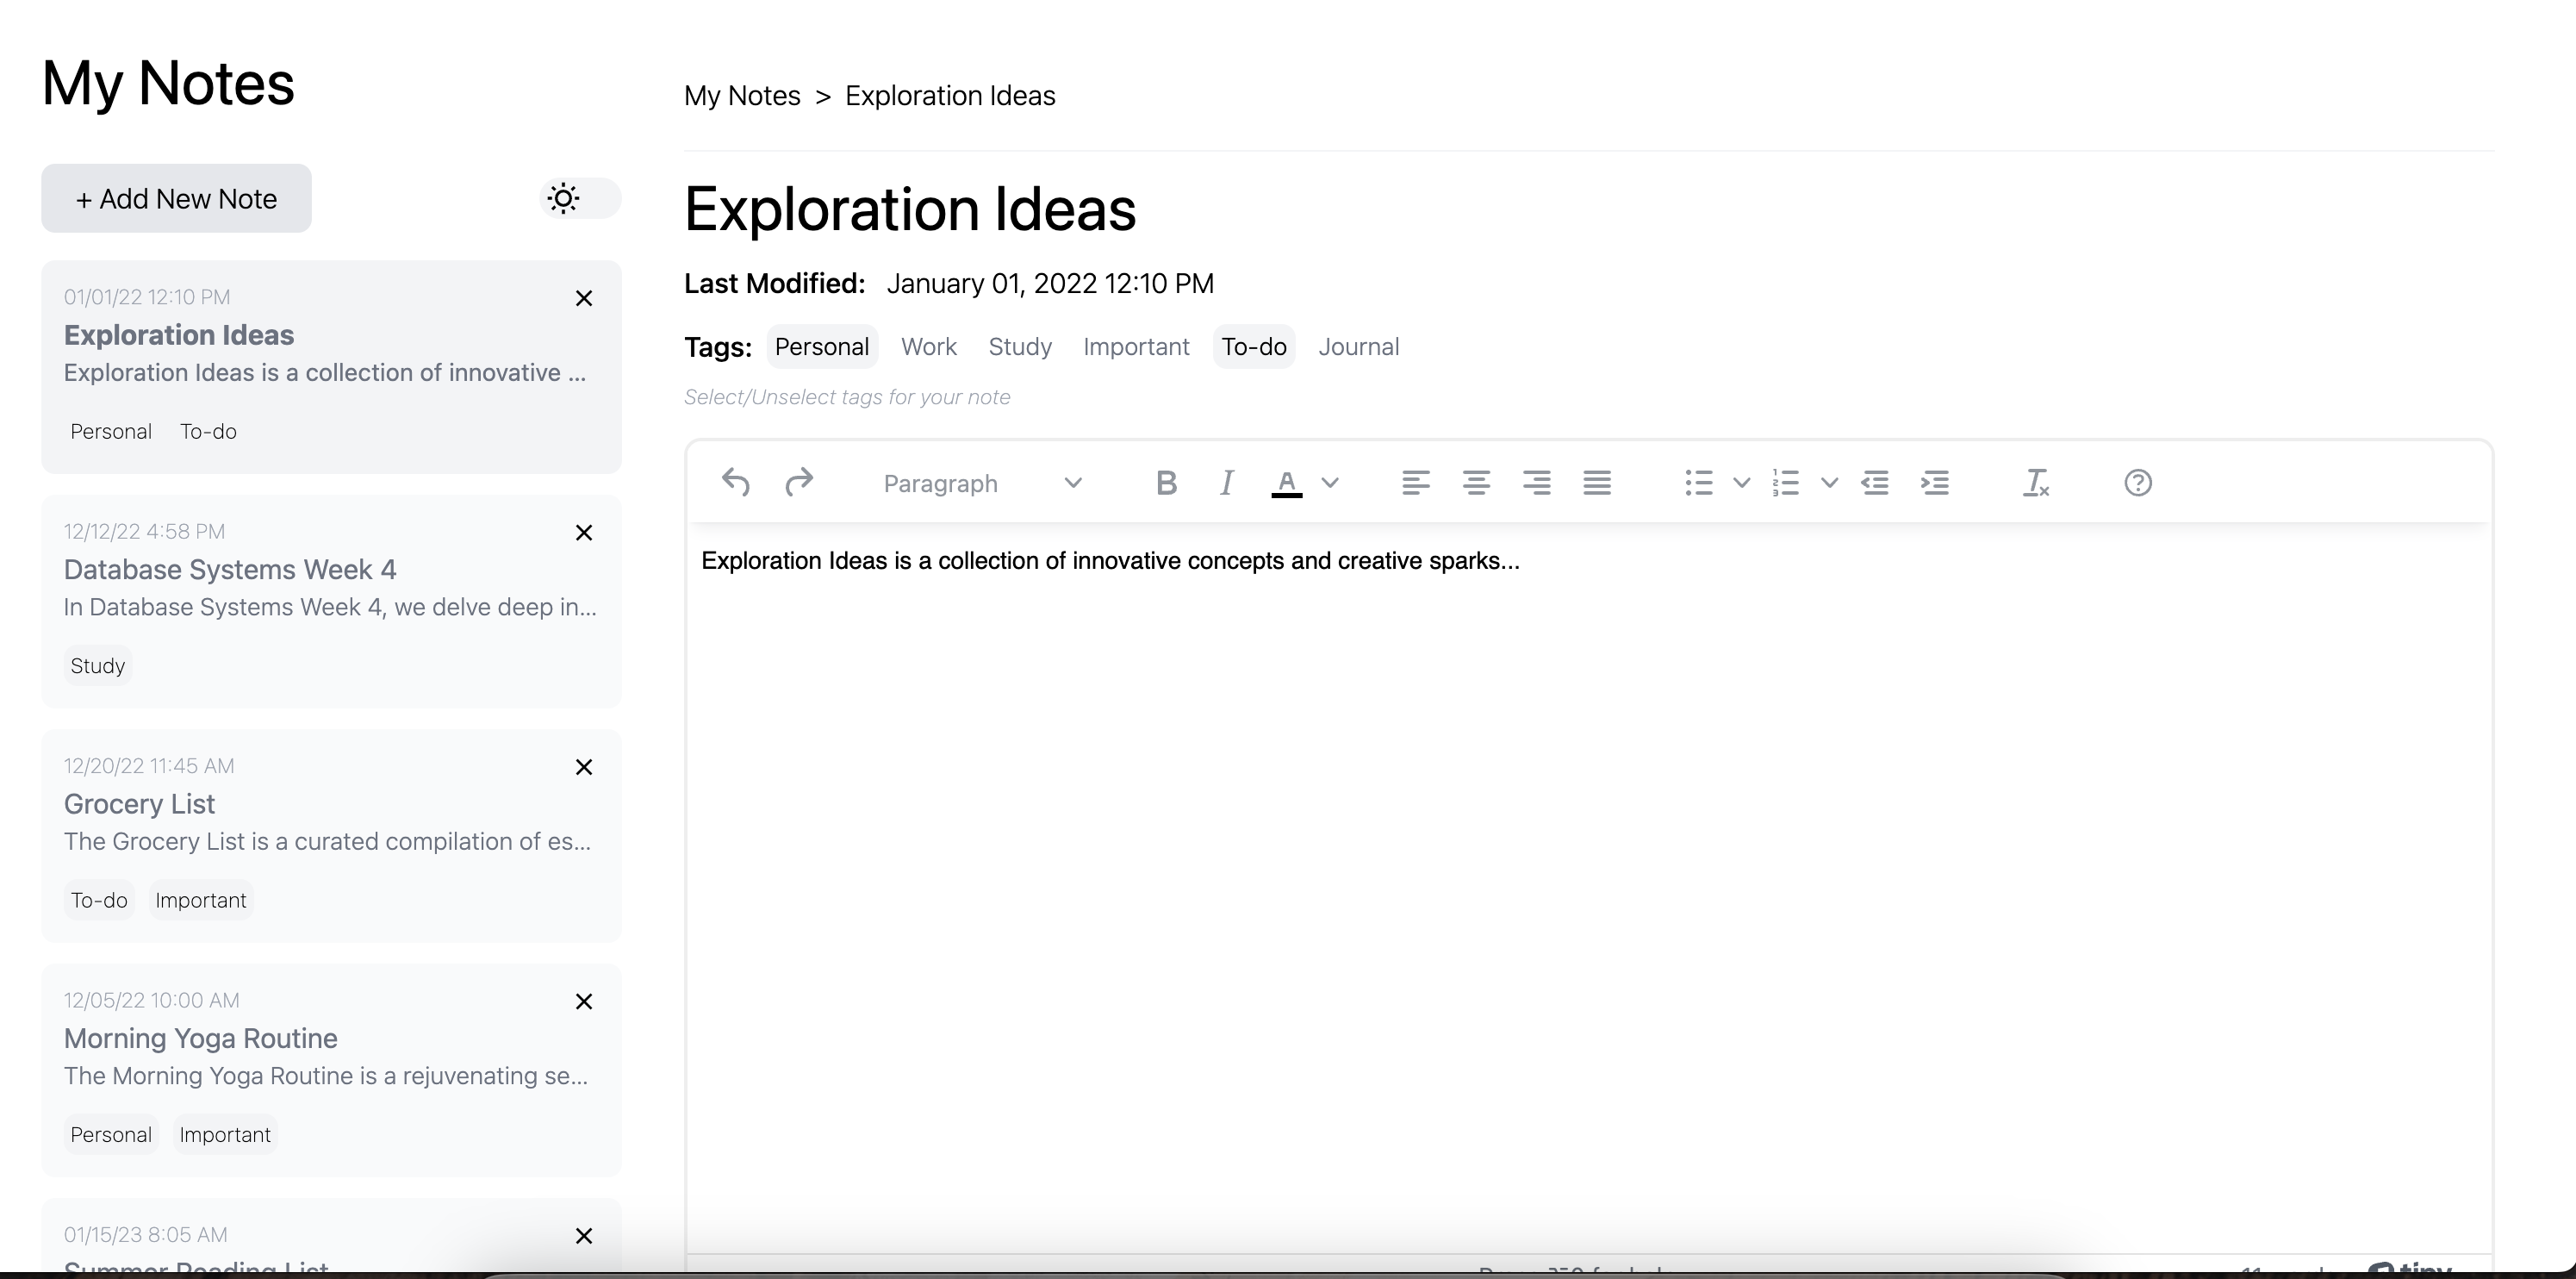 My Notes
+ Add New Note
01/01/22 12:10 PM
Exploration Ideas
Exploration Ideas is a collection of innovative ...
Personal To-do
12/12/22 4:58 PM
Database Systems Week 4
In Database Systems Week 4, we delve deep in...
Study
12/20/22 11:45 AM
Grocery List
The Grocery List is a curated compilation of es...
To-do Important
12/05/22 10:00 AM
Morning Yoga Routine
The Morning Yoga Routine is a rejuvenating se...
Personal Important
01/15/23 8:05 AM
Summer Reading List
My Notes > Exploration Ideas
Exploration Ideas
Last Modified: January 01, 2022 12:10 PM
Tags: Personal Work Study Important To-do Journal
Select/Unselect tags for your note
Paragraph B I A
Exploration Ideas is a collection of innovative concepts and creative sparks...
tiny